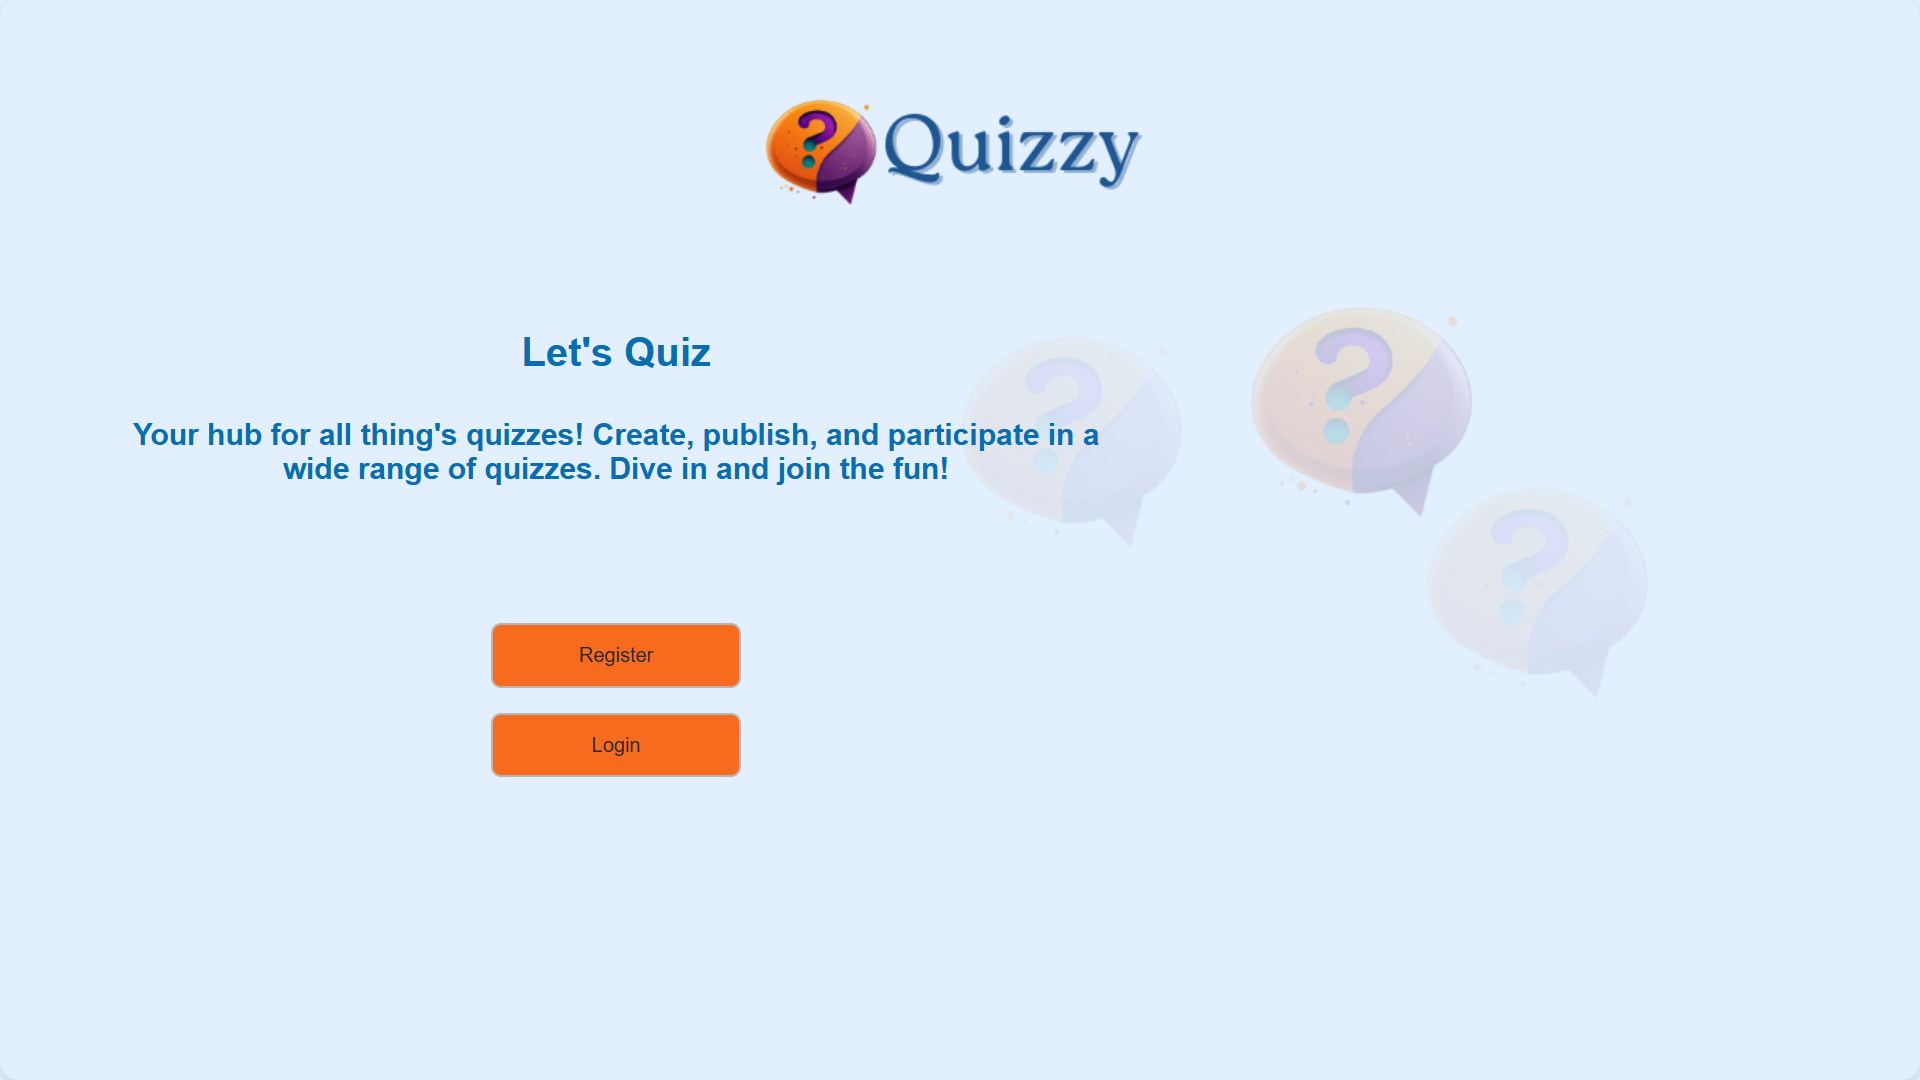 Quizzy
Let's Quiz
Your hub for all thing's quizzes! Create, publish, and participate in a
wide range of quizzes. Dive in and join the fun!
Register
Login